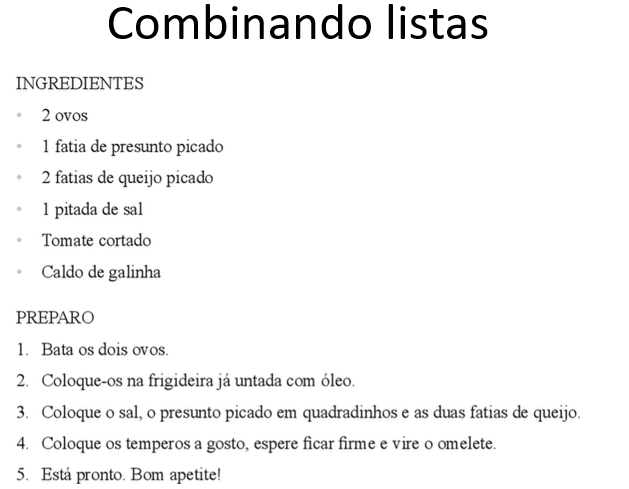 Combinando listas
INGREDIENTES
• 2 ovos
• 1 fatia de presunto picado
• 2 fatias de queijo picado
• 1 pitada de sal
• Tomate cortado
• Caldo de galinha
PREPARO
1. Bata os dois ovos.
2. Coloque-os na frigideira já untada com óleo.
3. Coloque o sal, o presunto picado em quadradinhos e as duas fatias de queijo.
4. Coloque os temperos a gosto, espere ficar firme e vire o omelete.
5. Está pronto. Bom apetite!